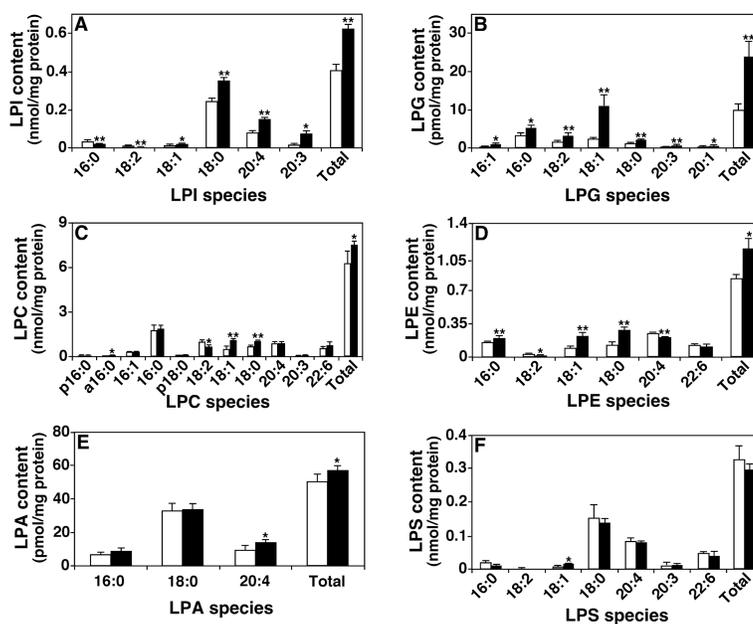 A
LPI content
(nmol/mg protein)
0.6
0.4
0.2
0
** ** * ** ** * **
16:0 18:2 18:1 18:0 20:4 20:3 Total
LPI species
B
LPG content
(pmol/mg protein)
30
20
10
0
* * ** ** ** ** * **
16:1 16:0 18:2 18:1 18:0 20:3 20:1 Total
LPG species
C
LPC content
(nmol/mg protein)
9
6
3
0
* * ** ** *
p16:0 a16:0 16:1 16:0 p18:0 18:2 18:1 18:0 20:4 20:3 22:6 Total
LPC species
D
LPE content
(nmol/mg protein)
1.4
1.05
0.7
0.35
0
** * ** ** ** *
16:0 18:2 18:1 18:0 20:4 22:6 Total
LPE species
E
LPA content
(pmol/mg protein)
80
60
40
20
0
* *
16:0 18:0 20:4 Total
LPA species
F
LPS content
(nmol/mg protein)
0.4
0.3
0.2
0.1
0
*
16:0 18:2 18:1 18:0 20:4 20:3 22:6 Total
LPS species